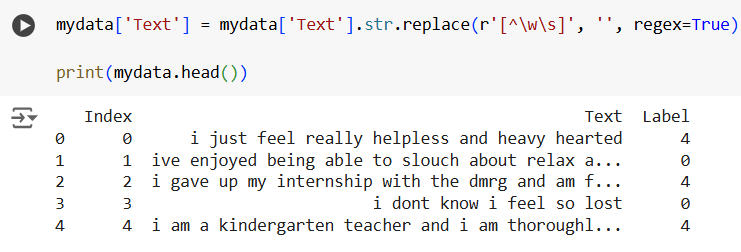 mydata['Text'] = mydata['Text'].str.replace(r'[^\w\s]', '', regex=True)
print(mydata.head())
Index Text Label
0 0 i just feel really helpless and heavy hearted 4
1 1 ive enjoyed being able to slouch about relax a... 0
2 2 i gave up my internship with the dmrg and am f... 4
3 3 i dont know i feel so lost 0
4 4 i am a kindergarten teacher and i am thoroughl... 4